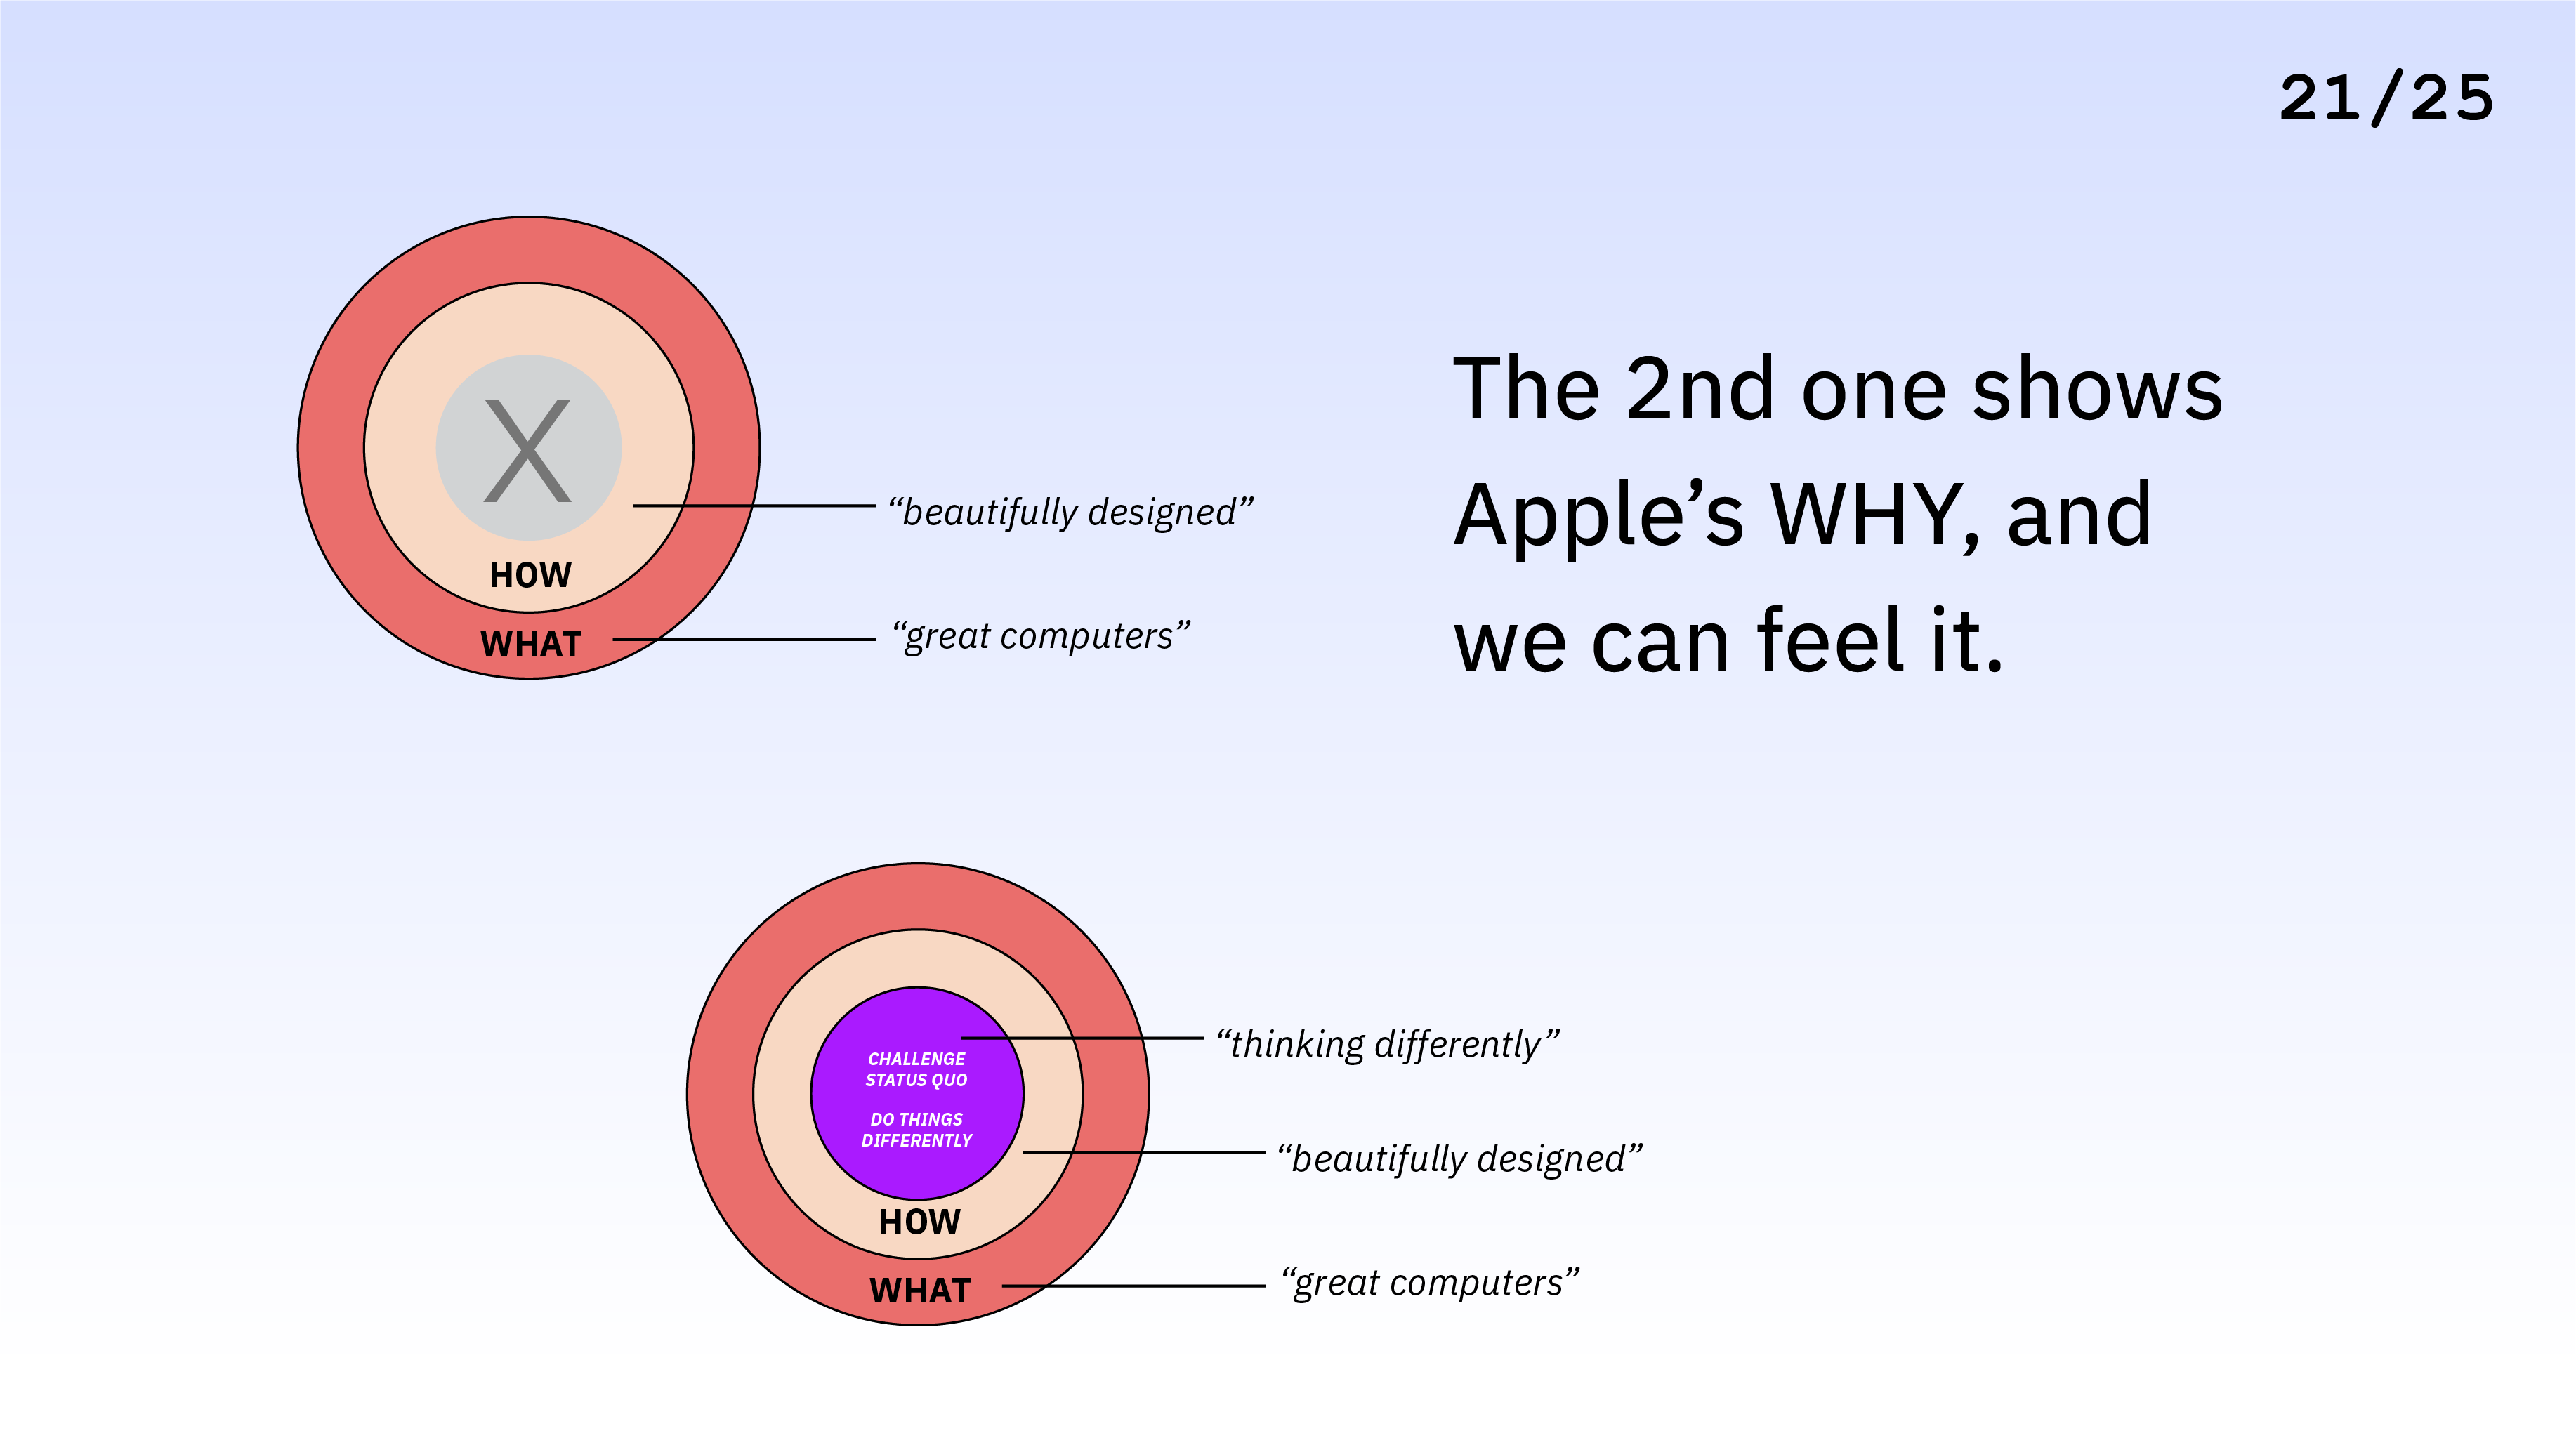 21/25
X
“beautifully designed”
HOW
“great computers”
WHAT
The 2nd one shows
Apple’s WHY, and
we can feel it.
“thinking differently”
CHALLENGE
STATUS QUO
DO THINGS
DIFFERENTLY
“beautifully designed”
HOW
“great computers”
WHAT